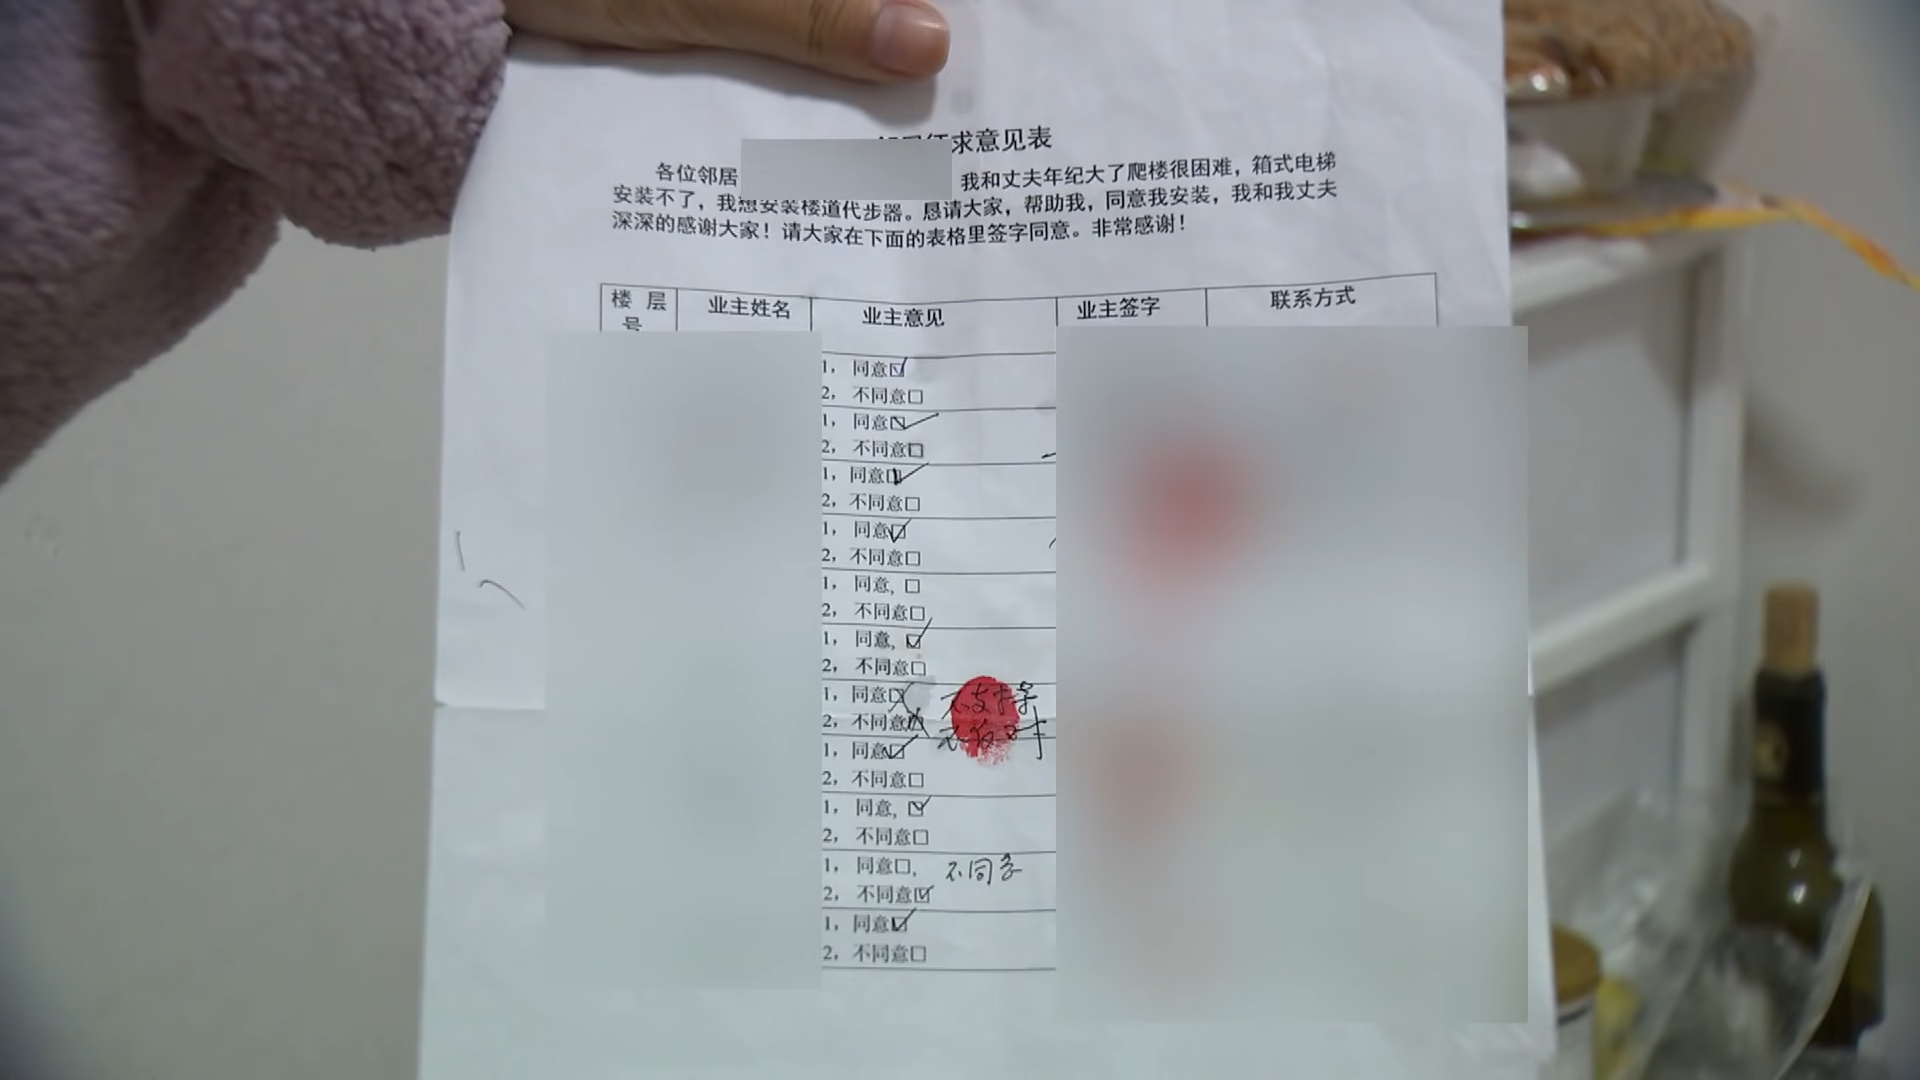 求意见表
各位邻居 我和丈夫年纪大了爬楼很困难，箱式电梯
安装不了，我想安装楼道代步器。恳请大家，帮助我，同意我安装，我和我丈夫
深深的感谢大家！请大家在下面的表格里签字同意。非常感谢！
楼层号 业主姓名 业主意见 业主签字 联系方式
1，同意☑
2，不同意□
1，同意☑
2，不同意□
1，同意☑
2，不同意□
1，同意☑
2，不同意□
1，同意，□
2，不同意□
1，同意，☑
2，不同意□
1，同意□ 不支持
2，不同意□ 不反对
1，同意☑
2，不同意□
1，同意，☑
2，不同意□
1，同意□， 不同意
2，不同意☑
1，同意☑
2，不同意□